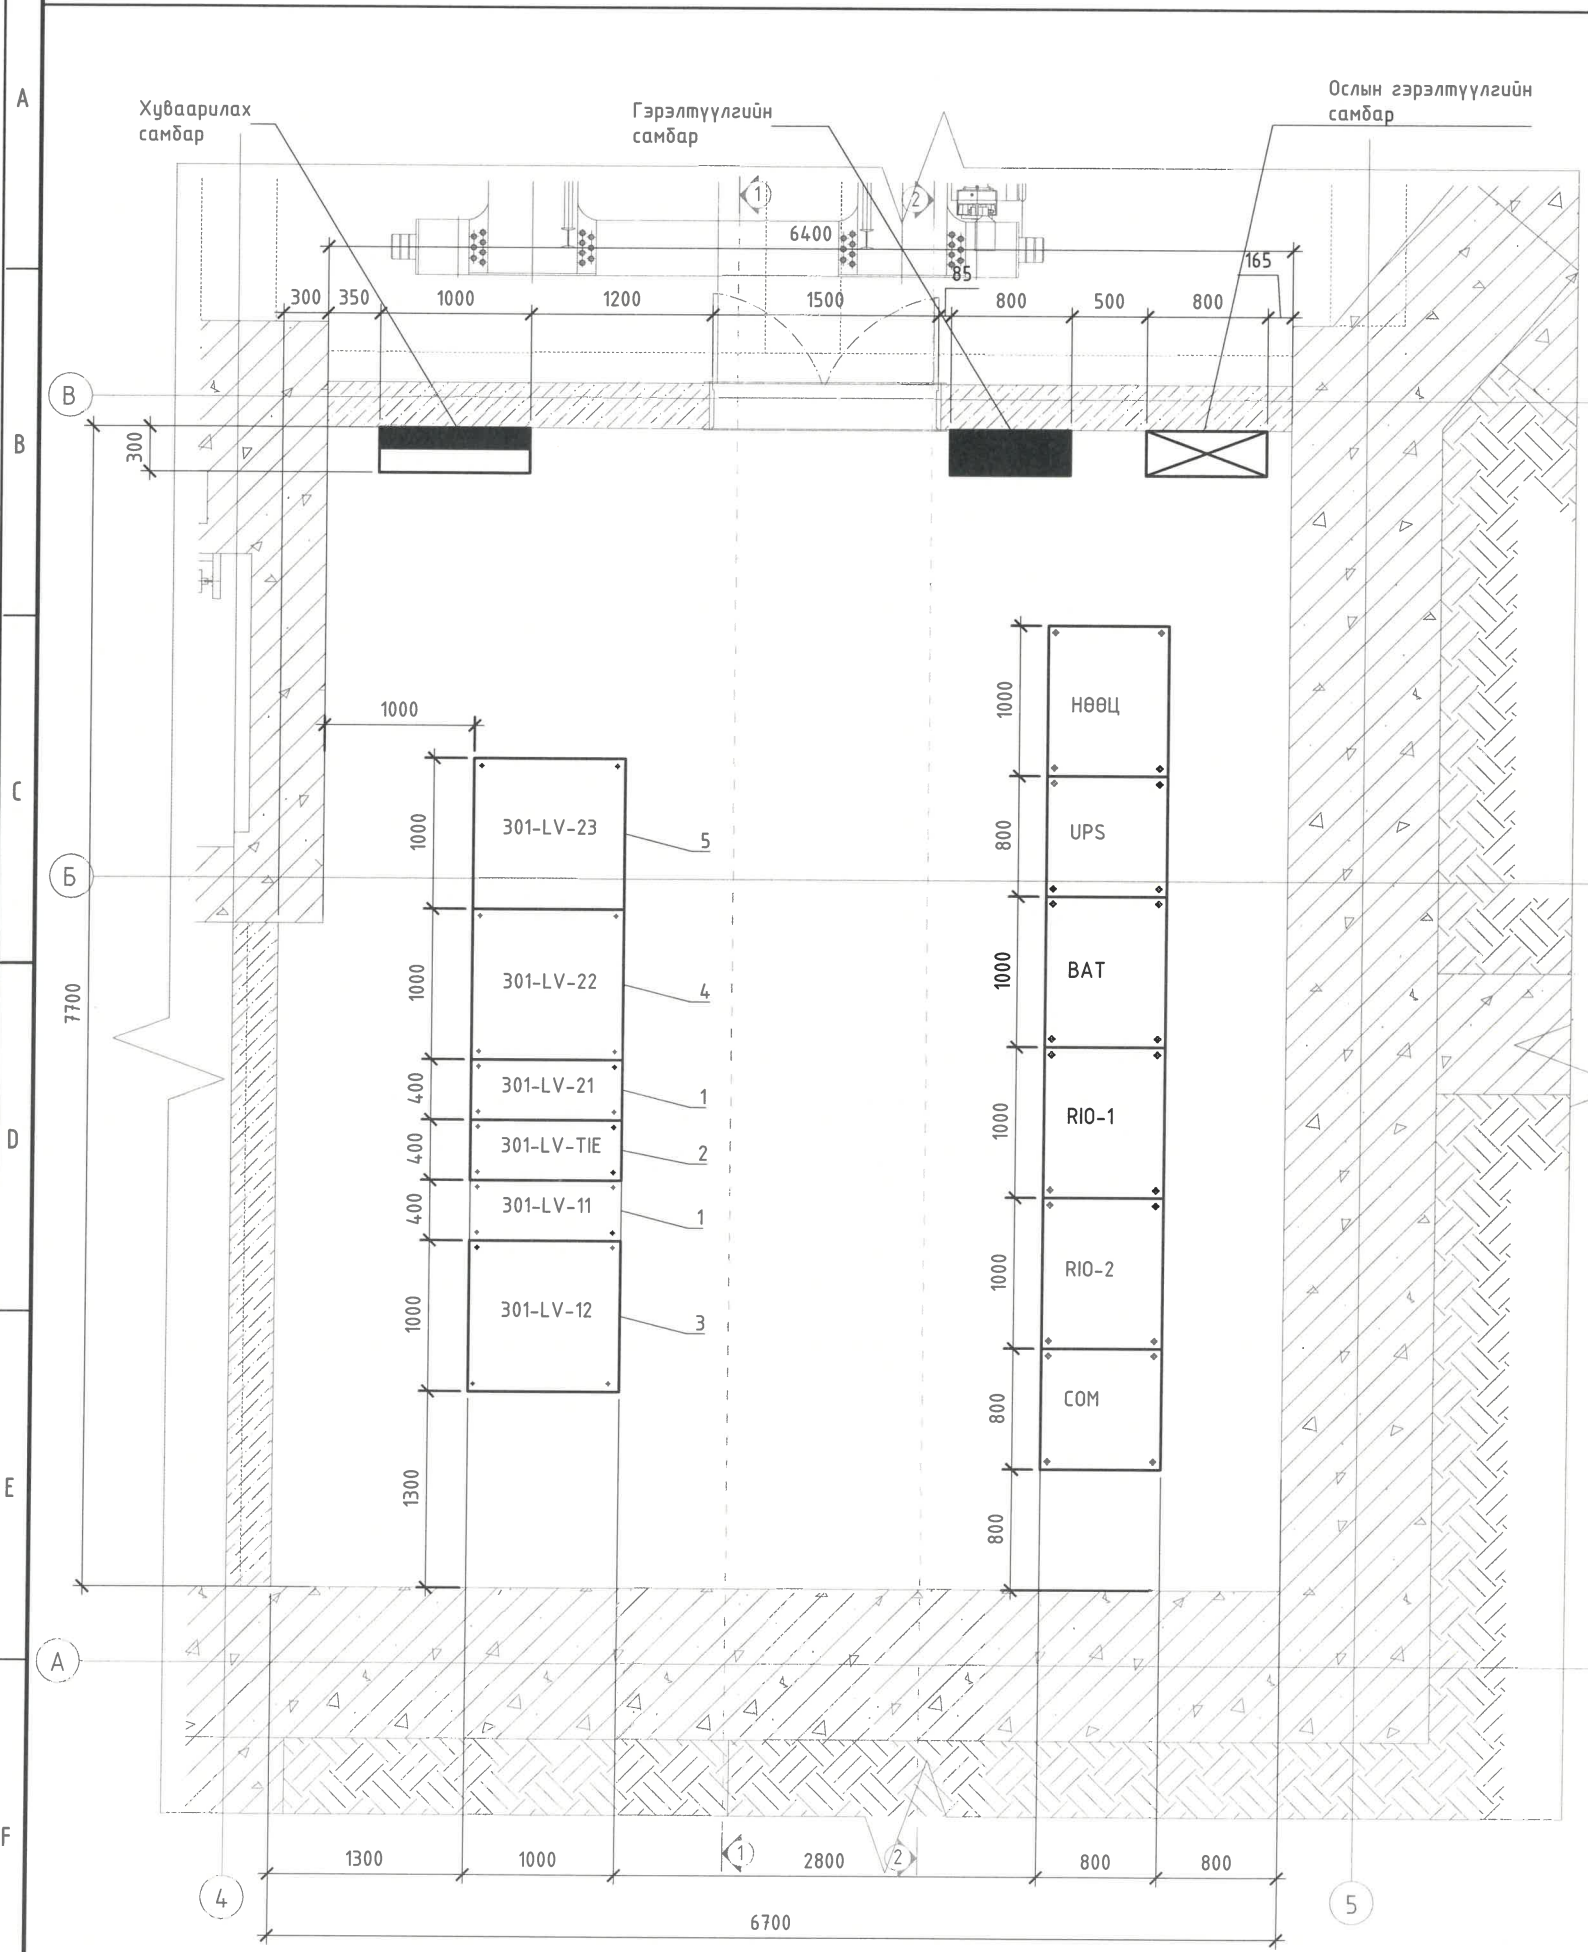 A
Хуваарилах
самбар
Гэрэлтүүлгийн
самбар
Ослын гэрэлтүүлгийн
самбар
1
2
6400
85
165
300
350
1000
1200
1500
800
500
800
В
B
300
1000
1000
НӨӨЦ
C
1000
301-LV-23
5
800
UPS
Б
1000
301-LV-22
4
1000
BAT
7700
400
301-LV-21
1
1000
RIO-1
D
400
301-LV-TIE
2
400
301-LV-11
1
1000
RIO-2
1000
301-LV-12
3
800
COM
E
1300
800
А
F
1300
1000
1
2800
2
800
800
4
5
6700